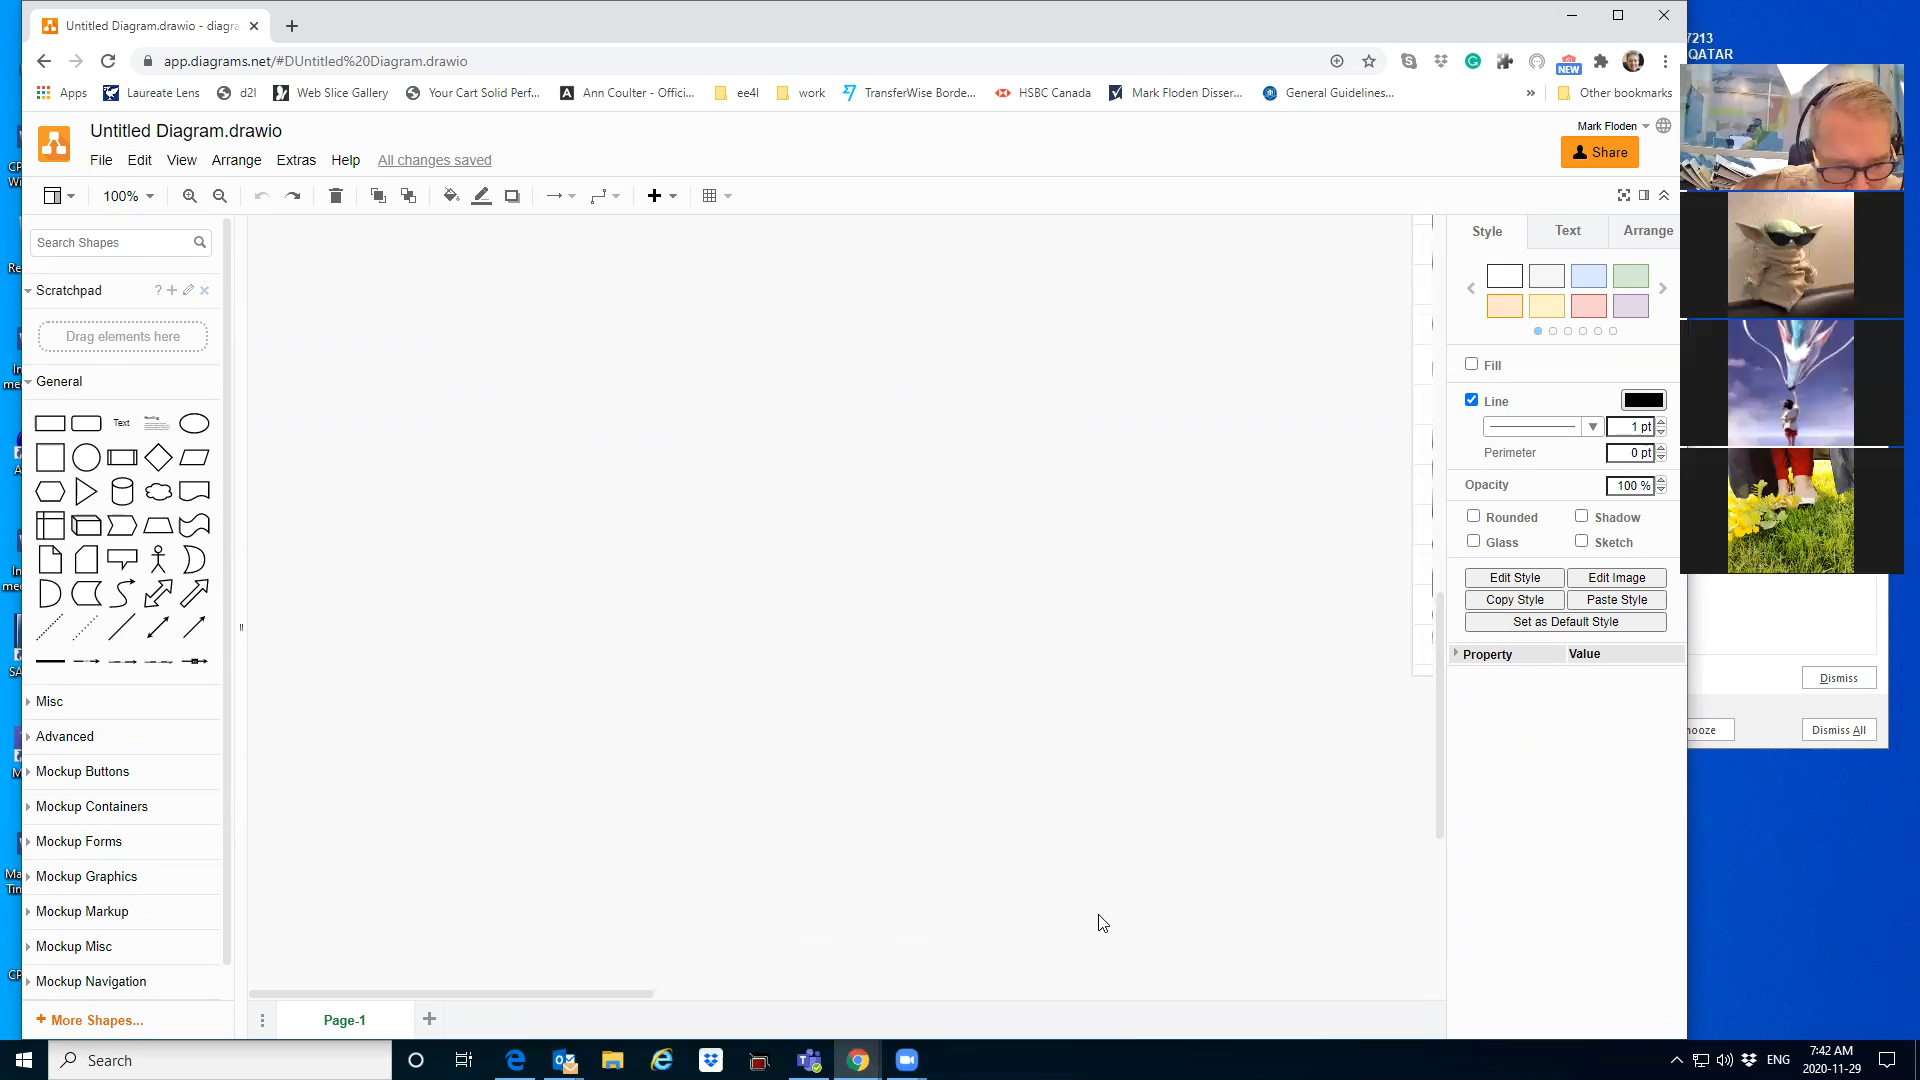 Untitled Diagram.drawio - diagra
app.diagrams.net/#DUntitled%20Diagram.drawio
NEW
Apps
Laureate Lens
d2l
Web Slice Gallery
Your Cart Solid Perf...
Ann Coulter - Offici...
ee4l
work
TransferWise Borde...
HSBC Canada
Mark Floden Disser...
General Guidelines...
»
Other bookmarks
Untitled Diagram.drawio
Mark Floden
File Edit View Arrange Extras Help All changes saved
Share
100%
Search Shapes
Scratchpad
?
Drag elements here
General
Text
Heading
Misc
Advanced
Mockup Buttons
Mockup Containers
Mockup Forms
Mockup Graphics
Mockup Markup
Mockup Misc
Mockup Navigation
+ More Shapes...
Page-1
Style Text Arrange
Fill
Line
1 pt
Perimeter 0 pt
Opacity 100 %
Rounded Shadow
Glass Sketch
Edit Style Edit Image
Copy Style Paste Style
Set as Default Style
Property Value
7213
QATAR
Dismiss
nooze
Dismiss All
Search
ENG
7:42 AM
2020-11-29